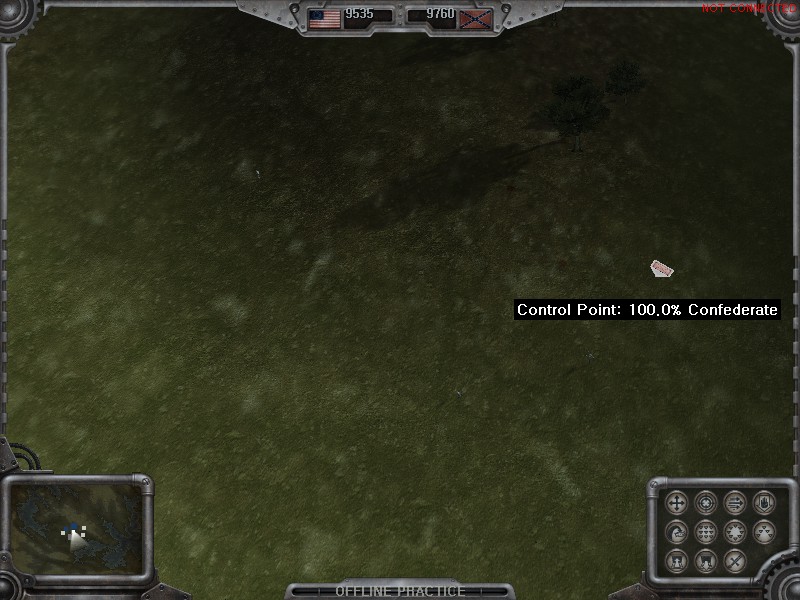 9535
9760
NOT CONNECTED
Control Point: 100.0% Confederate
OFFLINE PRACTICE